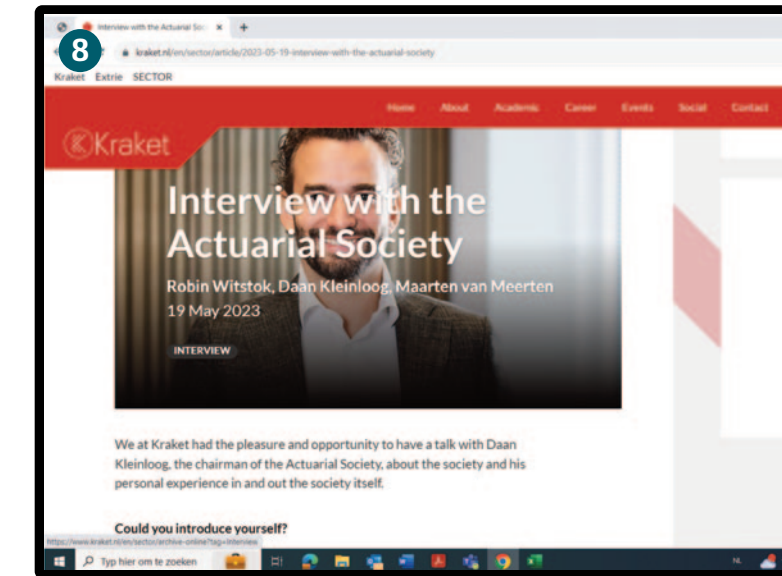 Interview with the Actuarial So
8
kraket.nl/en/sector/article/2023-05-19-interview-with-the-actuarial-society
Kraket Extrie SECTOR
Home About Academic Career Events Social Contact
Kraket
Interview with the
Actuarial Society
Robin Witstok, Daan Kleinloog, Maarten van Meerten
19 May 2023
INTERVIEW
We at Kraket had the pleasure and opportunity to have a talk with Daan
Kleinloog, the chairman of the Actuarial Society, about the society and his
personal experience in and out the society itself.
Could you introduce yourself?
https://www.kraket.nl/en/sector/archive-online?tag=Interview
Typ hier om te zoeken
NL